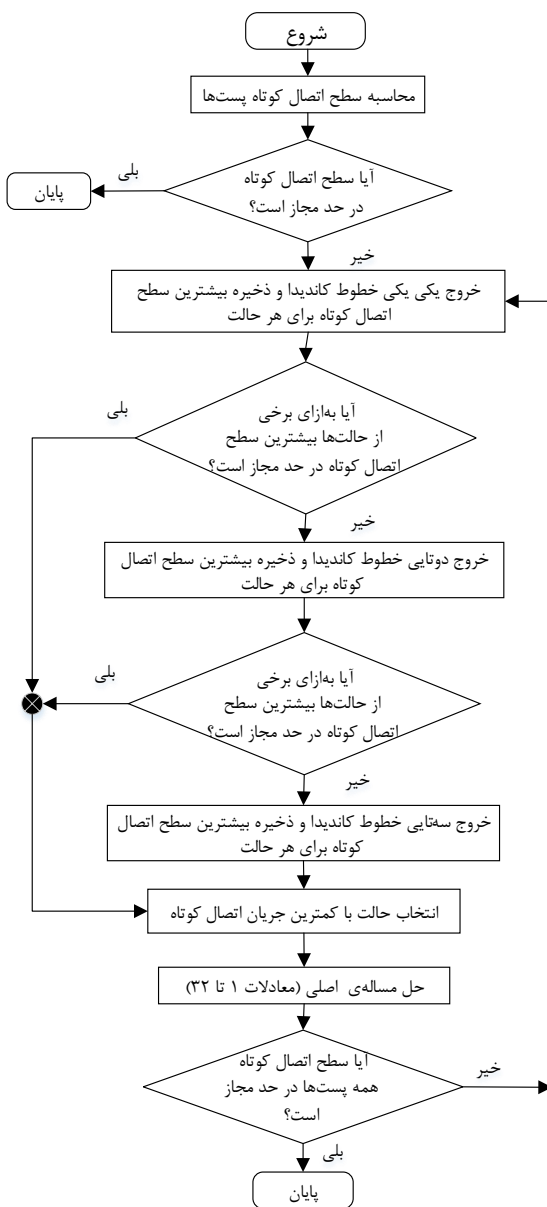 شروع
محاسبه سطح اتصال کوتاه پست‌ها
آیا سطح اتصال کوتاه
در حد مجاز است؟
بلی
پایان
خیر
خروج یکی یکی خطوط کاندیدا و ذخیره بیشترین سطح
اتصال کوتاه برای هر حالت
آیا به‌ازای برخی
از حالت‌ها بیشترین سطح
اتصال کوتاه در حد مجاز است؟
بلی
خیر
خروج دوتایی خطوط کاندیدا و ذخیره بیشترین سطح اتصال
کوتاه برای هر حالت
آیا به‌ازای برخی
از حالت‌ها بیشترین سطح
اتصال کوتاه در حد مجاز است؟
بلی
خیر
خروج سه‌تایی خطوط کاندیدا و ذخیره بیشترین سطح اتصال
کوتاه برای هر حالت
انتخاب حالت با کمترین جریان اتصال کوتاه
حل مساله‌ی اصلی (معادلات ۱ تا ۳۲)
ایا سطح اتصال کوتاه
همه پست‌ها در حد مجاز
است؟
خیر
بلی
پایان